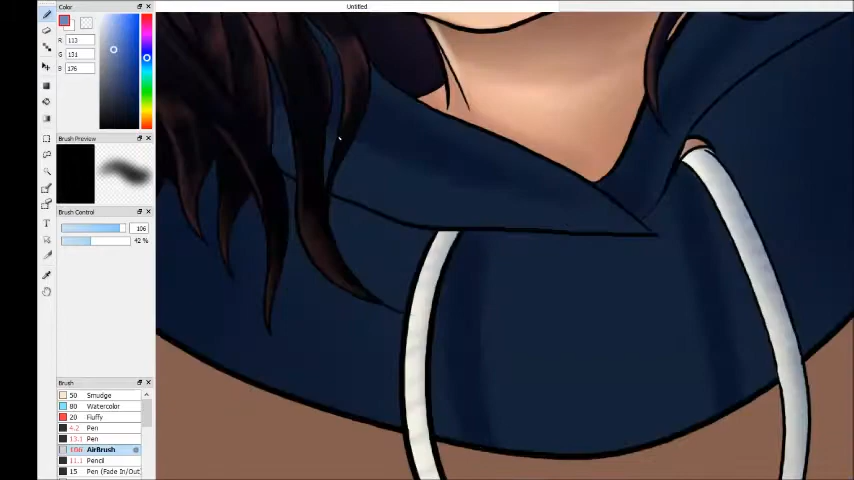 Untitled
Color
R 113
G 131
B 176
Brush Preview
Brush Control
106
42 %
Brush
50 Smudge
80 Watercolor
20 Fluffy
4.2 Pen
13.1 Pen
106 AirBrush
11.1 Pencil
15 Pen (Fade In/Out)
T